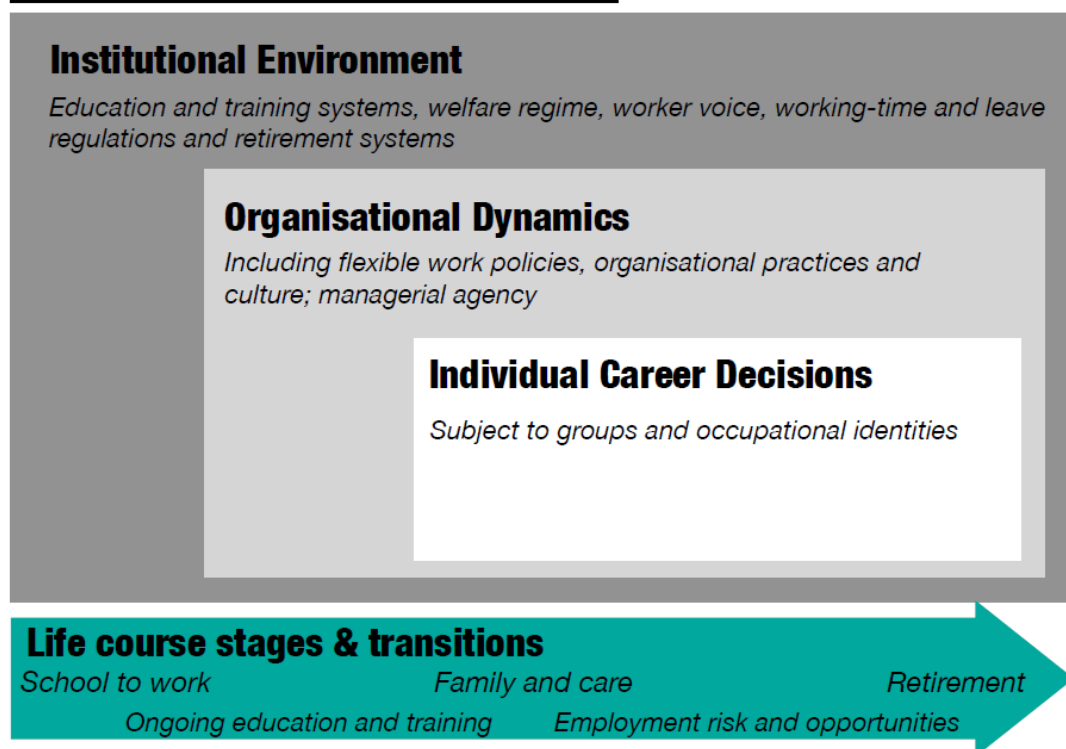 Institutional Environment
Education and training systems, welfare regime, worker voice, working-time and leave
regulations and retirement systems
Organisational Dynamics
Including flexible work policies, organisational practices and
culture; managerial agency
Individual Career Decisions
Subject to groups and occupational identities
Life course stages & transitions
School to work Family and care Retirement
Ongoing education and training Employment risk and opportunities